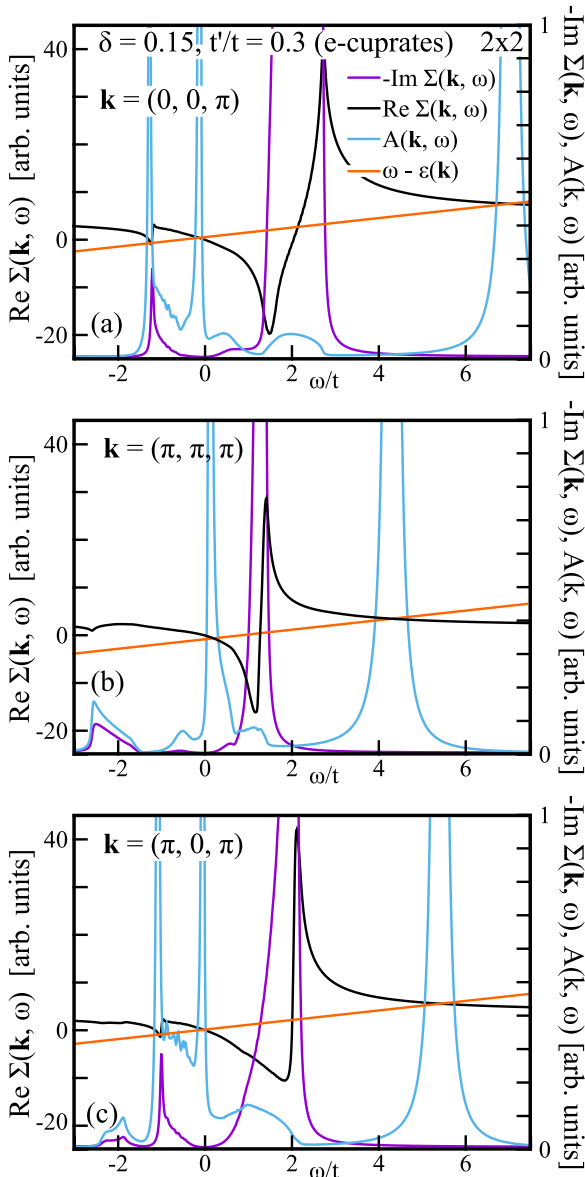 δ = 0.15, t'/t = 0.3 (e-cuprates) 2x2
k = (0, 0, π)
-Im Σ(k, ω)
Re Σ(k, ω)
A(k, ω)
ω - ε(k)
(a)
Re Σ(k, ω) [arb. units]
40
0
-20
-2 0 2 4 6
ω/t
1
0
-Im Σ(k, ω), A(k, ω) [arb. units]
k = (π, π, π)
(b)
Re Σ(k, ω) [arb. units]
40
0
-20
-2 0 2 4 6
ω/t
1
0
-Im Σ(k, ω), A(k, ω) [arb. units]
k = (π, 0, π)
(c)
Re Σ(k, ω) [arb. units]
40
0
-20
-2 0 2 4 6
ω/t
1
0
-Im Σ(k, ω), A(k, ω) [arb. units]